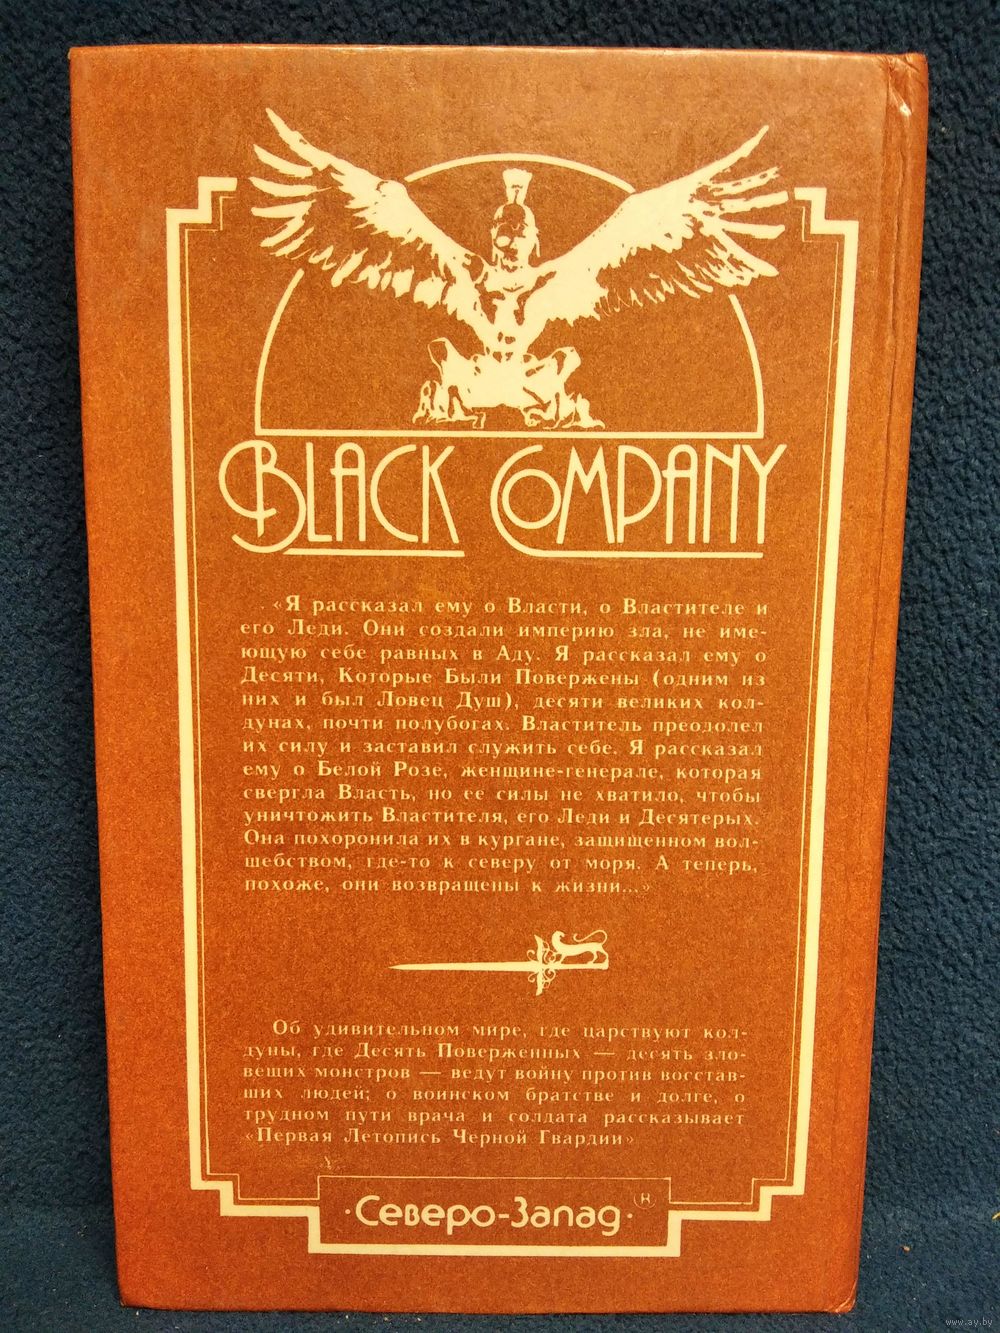 BLACK COMPANY
«Я рассказал ему о Власти, о Властителе и
его Леди. Они создали империю зла, не име-
ющую себе равных в Аду. Я рассказал ему о
Десяти, Которые Были Повержены (одним из
них и был Ловец Душ), десяти великих кол-
дунах, почти полубогах. Властитель преодолел
их силу и заставил служить себе. Я рассказал
ему о Белой Розе, женщине-генерале, которая
свергла Власть, но ее силы не хватило, чтобы
уничтожить Властителя, его Леди и Десятерых.
Она похоронила их в кургане, защищенном вол-
шебством, где-то к северу от моря. А теперь,
похоже, они возвращены к жизни...»
Об удивительном мире, где царствуют кол-
дуны, где Десять Поверженных — десять зло-
вещих монстров — ведут войну против восстав-
ших людей; о воинском братстве и долге, о
трудном пути врача и солдата рассказывает
«Первая Летопись Черной Гвардии»
·Северо-Запад·®
www.ay.by